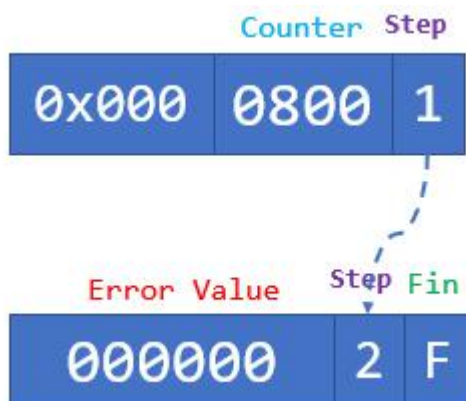 Counter Step
0x000 0800 1
Error Value Step Fin
000000 2 F